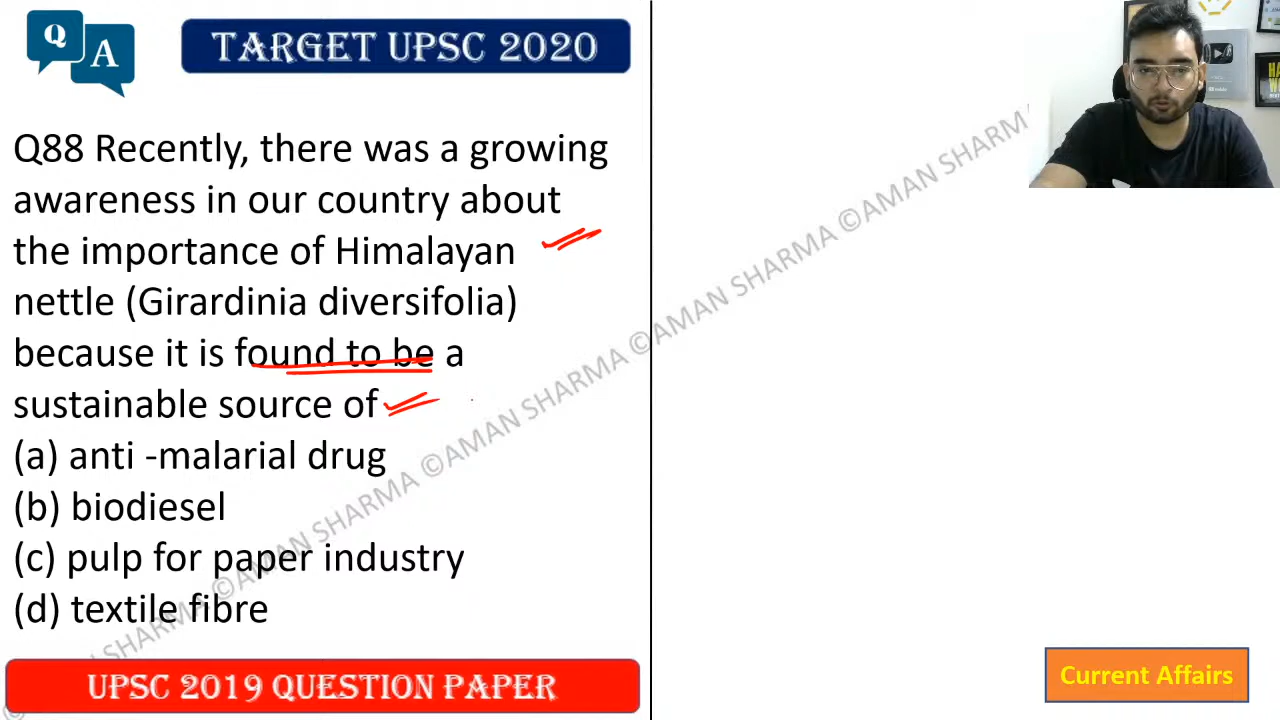 Q
A
TARGET UPSC 2020
Q88 Recently, there was a growing
awareness in our country about
the importance of Himalayan
nettle (Girardinia diversifolia)
because it is found to be a
sustainable source of
(a) anti -malarial drug
(b) biodiesel
(c) pulp for paper industry
(d) textile fibre
UPSC 2019 QUESTION PAPER
©AMAN SHARMA ©AMAN SHARMA ©AMAN SHARMA ©AMAN SHARMA
Current Affairs